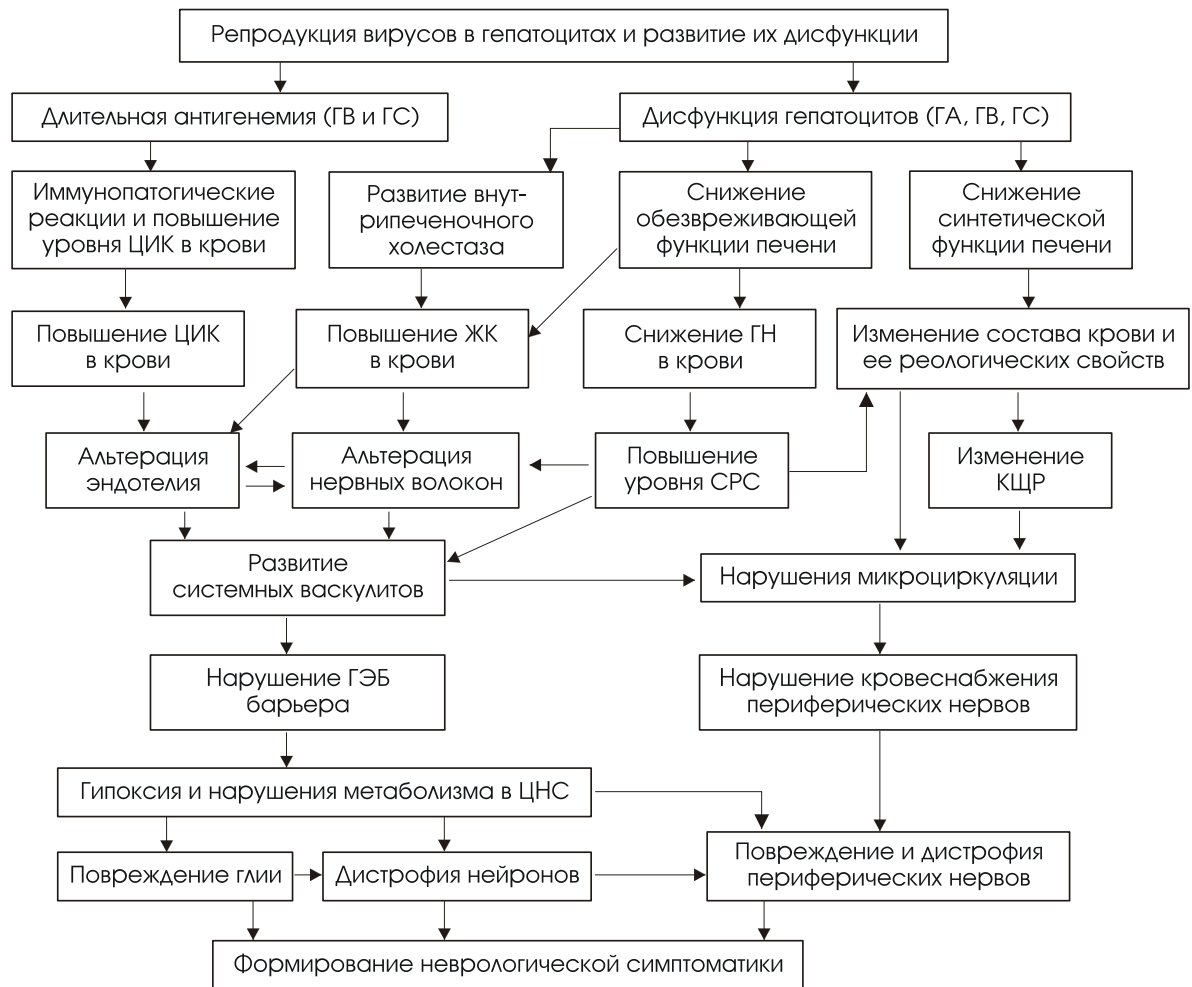 Репродукция вирусов в гепатоцитах и развитие их дисфункции
Длительная антигенемия (ГВ и ГС)
Дисфункция гепатоцитов (ГА, ГВ, ГС)
Иммунопатогические
реакции и повышение
уровня ЦИК в крови
Развитие внут-
рипеченочного
холестаза
Снижение
обезвреживающей
функции печени
Снижение
синтетической
функции печени
Повышение ЦИК
в крови
Повышение ЖК
в крови
Снижение ГН
в крови
Изменение состава крови и
ее реологических свойств
Альтерация
эндотелия
Альтерация
нервных волокон
Повышение
уровня СРС
Изменение
КЩР
Развитие
системных васкулитов
Нарушения микроциркуляции
Нарушение ГЭБ
барьера
Нарушение кровеснабжения
периферических нервов
Гипоксия и нарушения метаболизма в ЦНС
Повреждение глии
Дистрофия нейронов
Повреждение и дистрофия
периферических нервов
Формирование неврологической симптоматики